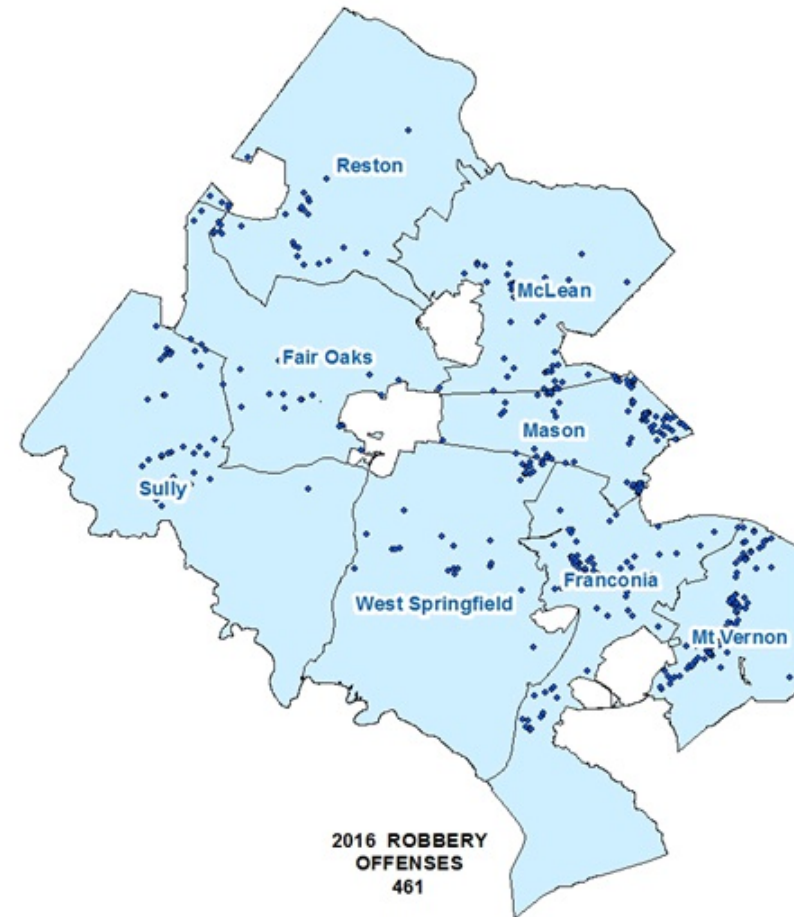 Reston
McLean
Fair Oaks
Mason
Sully
Franconia
West Springfield
Mt Vernon
2016 ROBBERY
OFFENSES
461